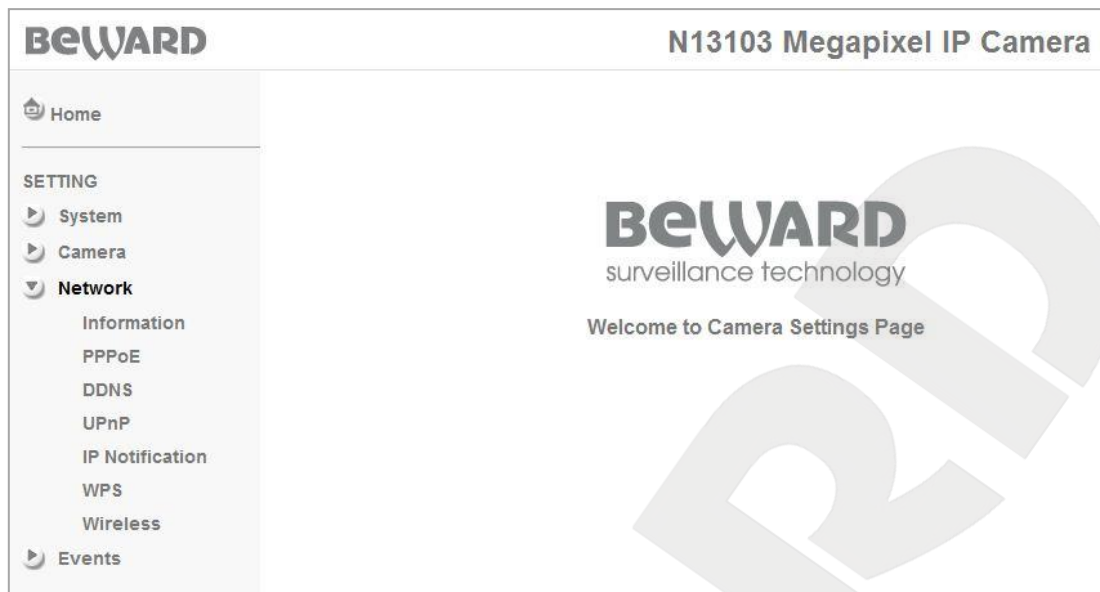 BEWARD
N13103 Megapixel IP Camera
Home
SETTING
System
Camera
Network
Information
PPPoE
DDNS
UPnP
IP Notification
WPS
Wireless
Events
BEWARD
surveillance technology
Welcome to Camera Settings Page
RD